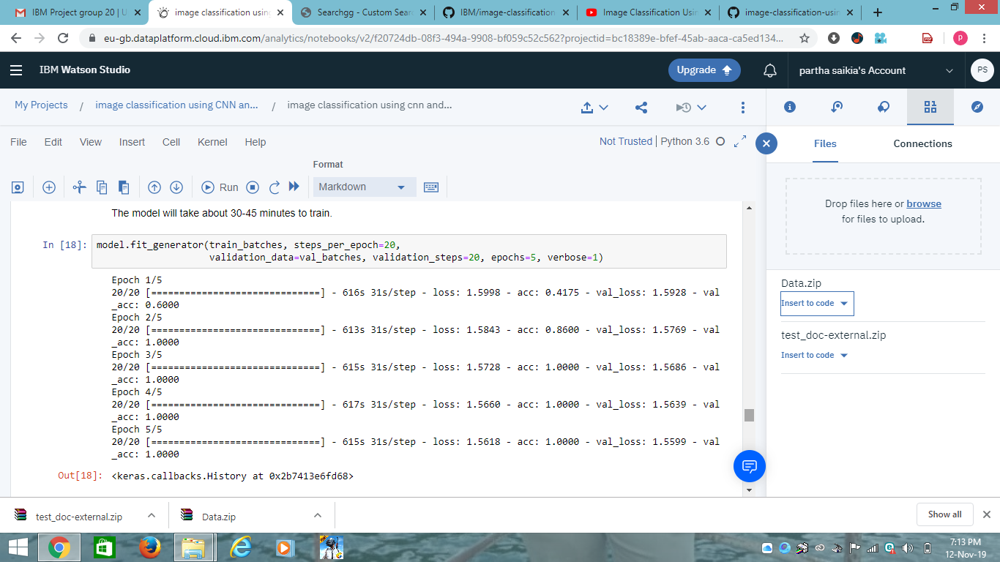 IBM Project group 20 | U
image classification using
Searchgg - Custom Sear
IBM/image-classification
Image Classification Usin
image-classification-usin
eu-gb.dataplatform.cloud.ibm.com/analytics/notebooks/v2/f20724db-08f3-494a-9908-bf059c52c562?projectid=bc18389e-bfef-45ab-aaca-ca5ed134...
p
IBM Watson Studio
Upgrade
partha saikia's Account
PS
My Projects / image classification using CNN an... / image classification using cnn and...
File Edit View Insert Cell Kernel Help
Not Trusted | Python 3.6
Files
Connections
Format
Run
Markdown
Drop files here or browse
for files to upload.
The model will take about 30-45 minutes to train.
In [18]: model.fit_generator(train_batches, steps_per_epoch=20,
validation_data=val_batches, validation_steps=20, epochs=5, verbose=1)
Epoch 1/5
20/20 [==============================] - 616s 31s/step - loss: 1.5998 - acc: 0.4175 - val_loss: 1.5928 - val
_acc: 0.6000
Epoch 2/5
20/20 [==============================] - 613s 31s/step - loss: 1.5843 - acc: 0.8600 - val_loss: 1.5769 - val
_acc: 1.0000
Epoch 3/5
20/20 [==============================] - 615s 31s/step - loss: 1.5728 - acc: 1.0000 - val_loss: 1.5686 - val
_acc: 1.0000
Epoch 4/5
20/20 [==============================] - 617s 31s/step - loss: 1.5660 - acc: 1.0000 - val_loss: 1.5639 - val
_acc: 1.0000
Epoch 5/5
20/20 [==============================] - 615s 31s/step - loss: 1.5618 - acc: 1.0000 - val_loss: 1.5599 - val
_acc: 1.0000
Out[18]: <keras.callbacks.History at 0x2b7413e6fd68>
Data.zip
Insert to code
test_doc-external.zip
Insert to code
test_doc-external.zip
Data.zip
Show all
7:13 PM
12-Nov-19